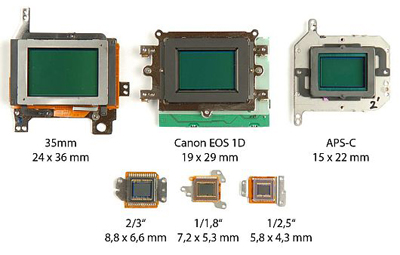 35mm
24 x 36 mm
Canon EOS 1D
19 x 29 mm
APS-C
15 x 22 mm
2
2/3“
8,8 x 6,6 mm
1/1,8“
7,2 x 5,3 mm
1/2,5“
5,8 x 4,3 mm